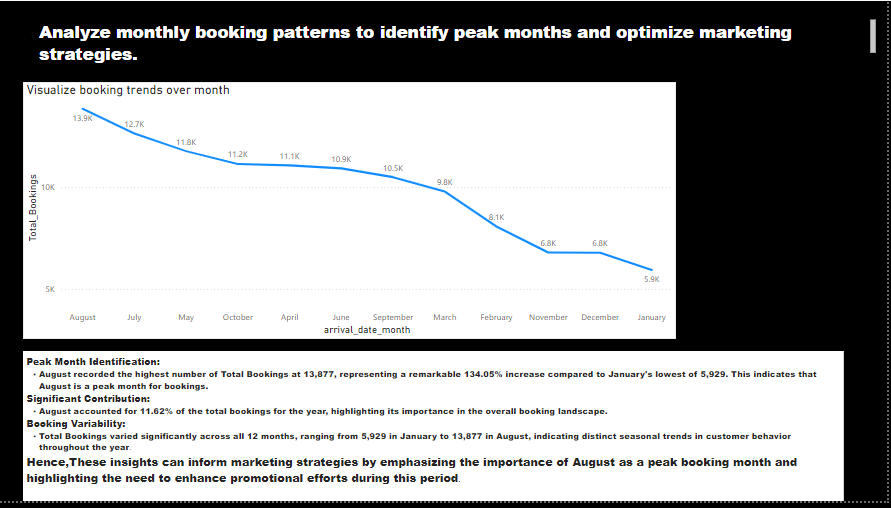 Analyze monthly booking patterns to identify peak months and optimize marketing
strategies.
Visualize booking trends over month
13.9K
12.7K
11.8K
11.2K
11.1K
10.9K
10.5K
9.8K
8.1K
6.8K
6.8K
5.9K
10K
5K
Total_Bookings
August July May October April June September March February November December January
arrival_date_month
Peak Month Identification:
• August recorded the highest number of Total Bookings at 13,877, representing a remarkable 134.05% increase compared to January's lowest of 5,929. This indicates that
August is a peak month for bookings.
Significant Contribution:
• August accounted for 11.62% of the total bookings for the year, highlighting its importance in the overall booking landscape.
Booking Variability:
• Total Bookings varied significantly across all 12 months, ranging from 5,929 in January to 13,877 in August, indicating distinct seasonal trends in customer behavior
throughout the year.
Hence,These insights can inform marketing strategies by emphasizing the importance of August as a peak booking month and
highlighting the need to enhance promotional efforts during this period.